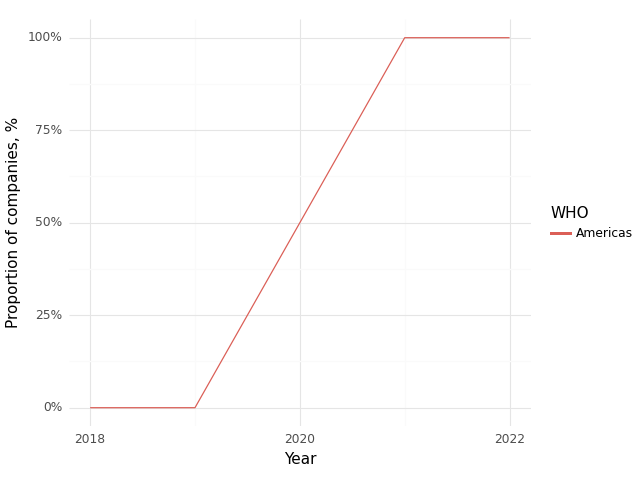 100%
75%
50%
25%
0%
2018
2020
2022
Year
Proportion of companies, %
WHO
Americas